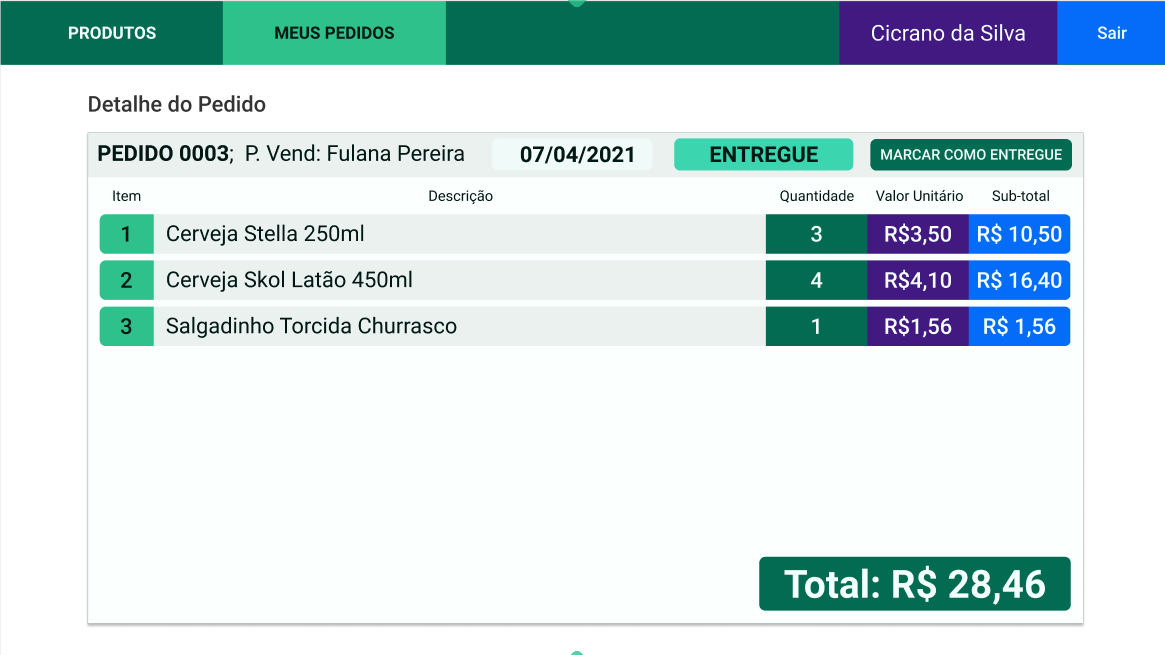 PRODUTOS MEUS PEDIDOS Cicrano da Silva Sair
Detalhe do Pedido
PEDIDO 0003; P. Vend: Fulana Pereira 07/04/2021 ENTREGUE MARCAR COMO ENTREGUE
Item Descrição Quantidade Valor Unitário Sub-total
1 Cerveja Stella 250ml 3 R$3,50 R$ 10,50
2 Cerveja Skol Latão 450ml 4 R$4,10 R$ 16,40
3 Salgadinho Torcida Churrasco 1 R$1,56 R$ 1,56
Total: R$ 28,46